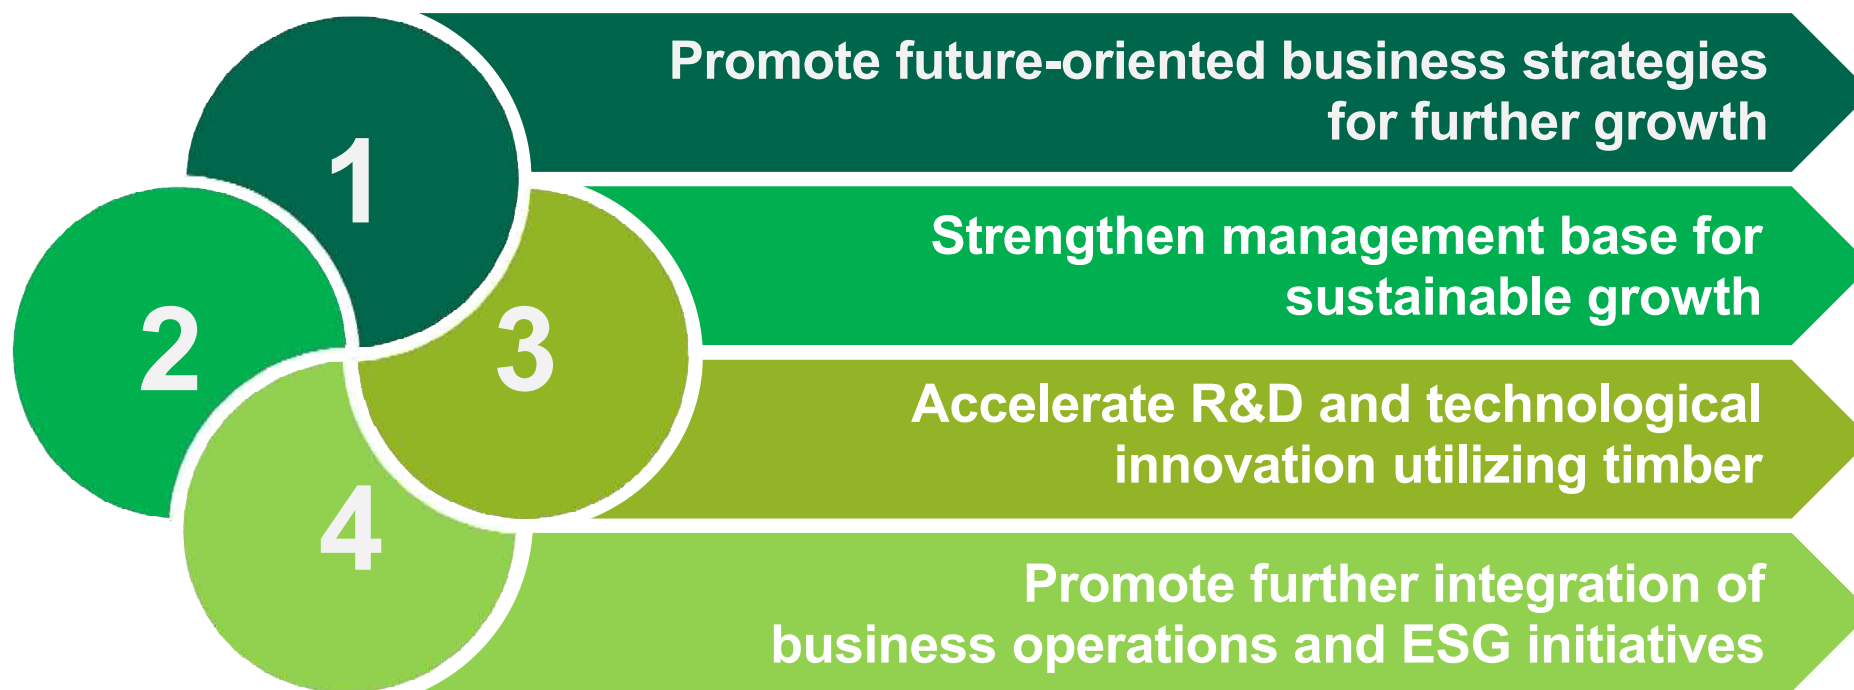 1
Promote future-oriented business strategies
for further growth
2
Strengthen management base for
sustainable growth
3
Accelerate R&D and technological
innovation utilizing timber
4
Promote further integration of
business operations and ESG initiatives